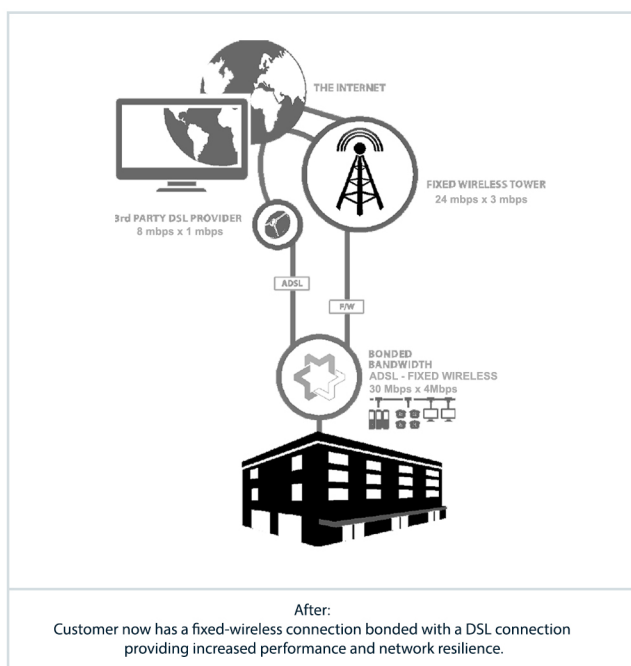 THE INTERNET
FIXED WIRELESS TOWER
24 mbps x 3 mbps
3rd PARTY DSL PROVIDER
8 mbps x 1 mbps
ADSL
F/W
BONDED
BANDWIDTH
ADSL - FIXED WIRELESS
30 Mbps x 4Mbps
After:
Customer now has a fixed-wireless connection bonded with a DSL connection
providing increased performance and network resilience.